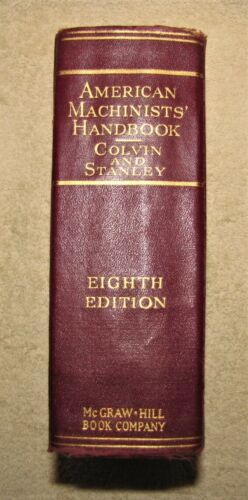 AMERICAN
MACHINISTS'
HANDBOOK
COLVIN
AND
STANLEY
EIGHTH
EDITION
MCGRAW-HILL
BOOK COMPANY